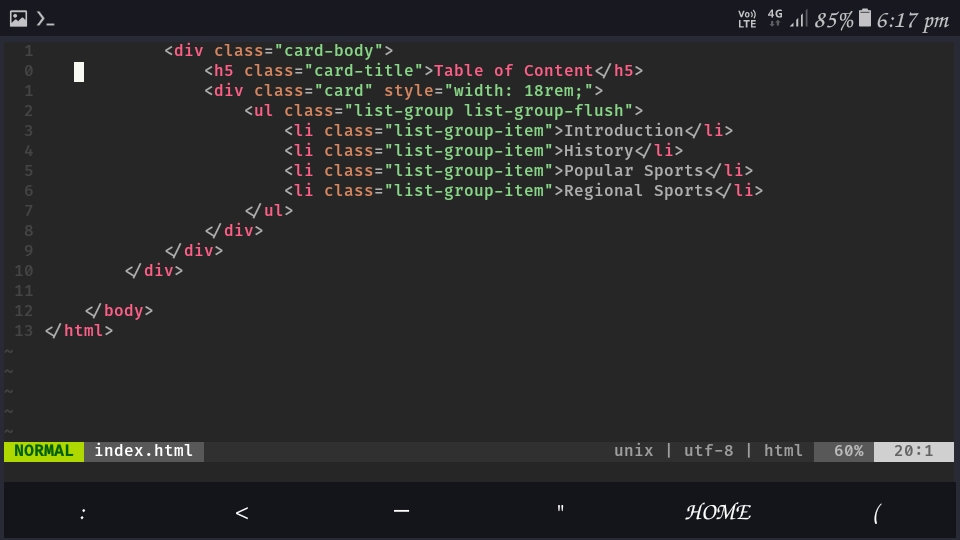 Vo)) LTE 4G 85% 6:17 pm
1 <div class="card-body">
0 <h5 class="card-title">Table of Content</h5>
1 <div class="card" style="width: 18rem;">
2 <ul class="list-group list-group-flush">
3 <li class="list-group-item">Introduction</li>
4 <li class="list-group-item">History</li>
5 <li class="list-group-item">Popular Sports</li>
6 <li class="list-group-item">Regional Sports</li>
7 </ul>
8 </div>
9 </div>
10 </div>
11
12 </body>
13 </html>
~
~
~
~
~
NORMAL index.html unix | utf-8 | html 60% 20:1
: < — " HOME (